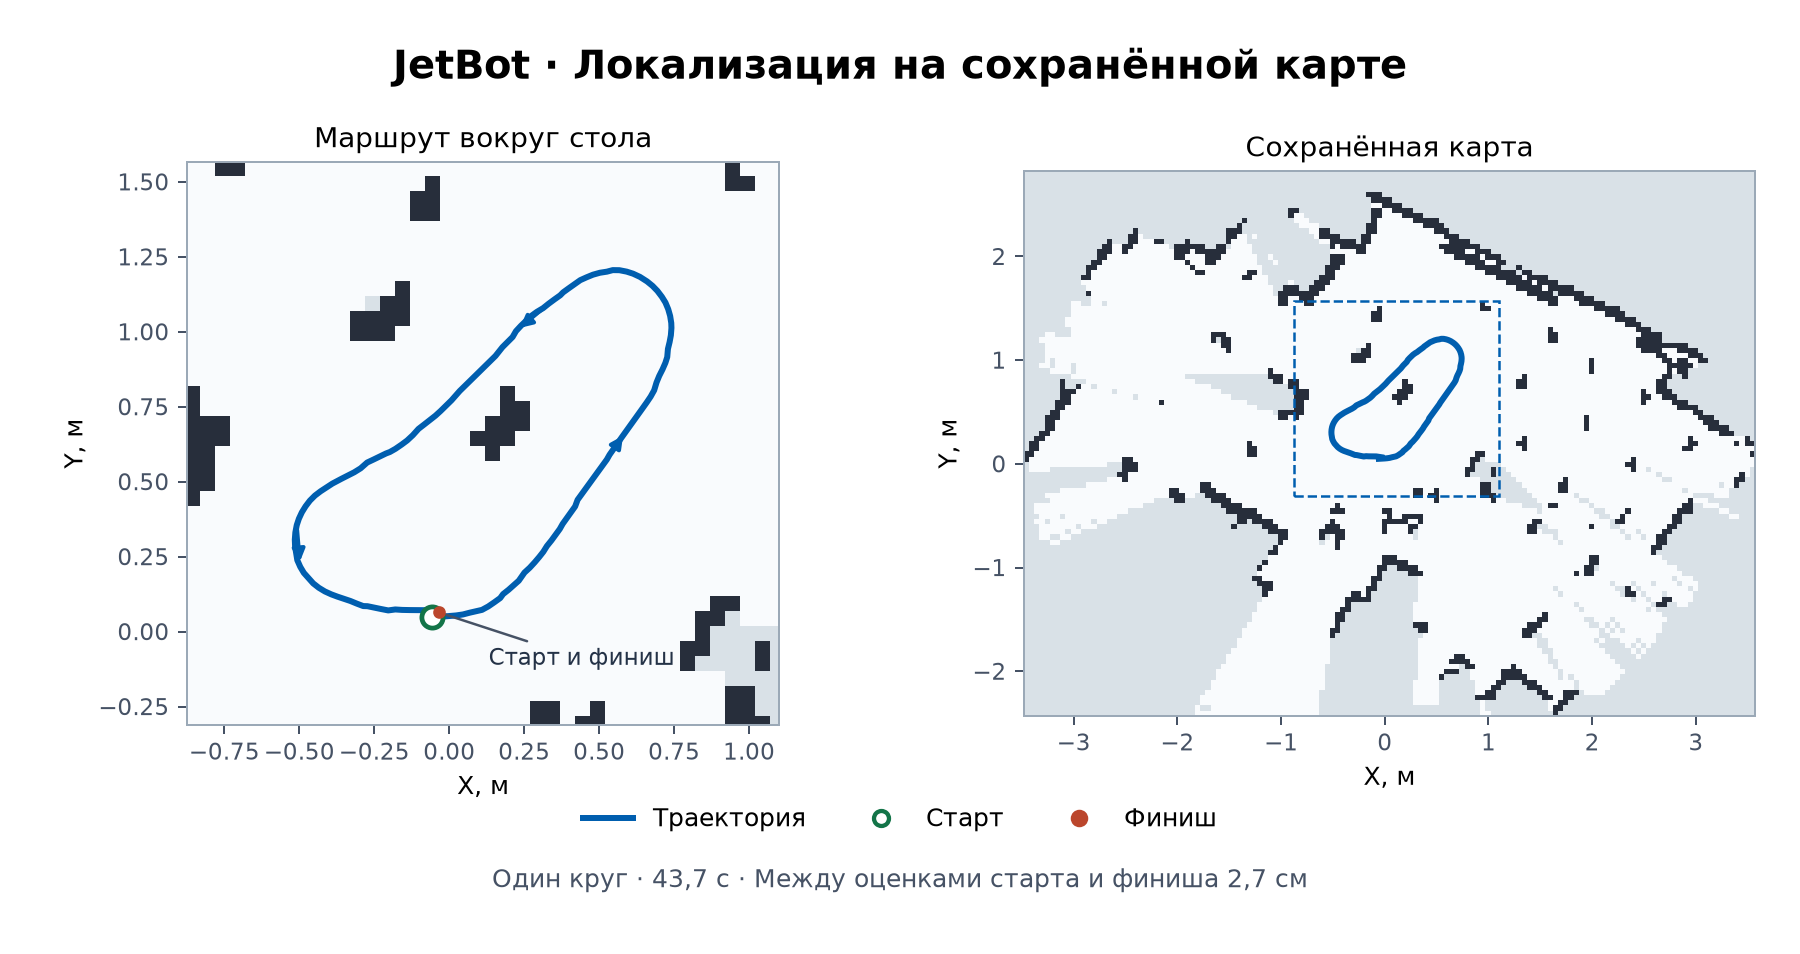 JetBot · Локализация на сохранённой карте
Маршрут вокруг стола
1.50
1.25
1.00
0.75
0.50
0.25
0.00
−0.25
Y, м
Старт и финиш
−0.75 −0.50 −0.25 0.00 0.25 0.50 0.75 1.00
X, м
Сохранённая карта
2
1
0
−1
−2
Y, м
−3 −2 −1 0 1 2 3
X, м
Траектория Старт Финиш
Один круг · 43,7 с · Между оценками старта и финиша 2,7 см